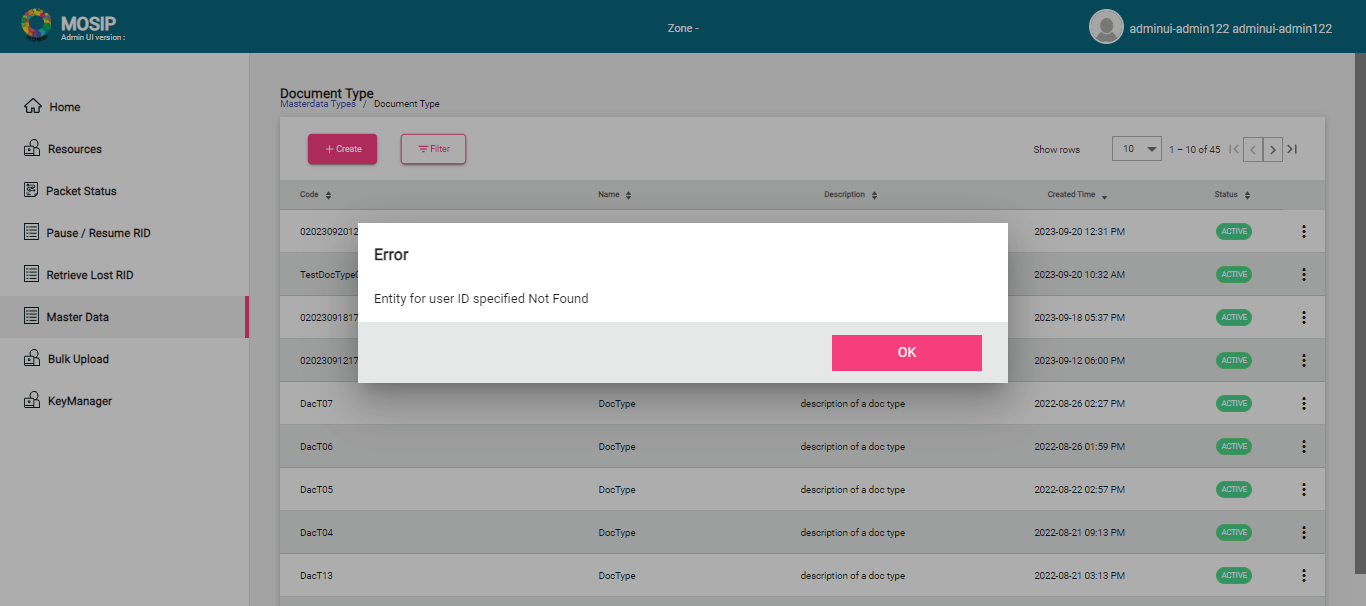 MOSIP
Admin UI version :
Zone -
adminui-admin122 adminui-admin122
Home
Resources
Packet Status
Pause / Resume RID
Retrieve Lost RID
Master Data
Bulk Upload
KeyManager
Document Type
Masterdata Types / Document Type
+ Create
Filter
Show rows 10 1 – 10 of 45
Code Name Description Created Time Status
02023092012 2023-09-20 12:31 PM ACTIVE
TestDocType 2023-09-20 10:32 AM ACTIVE
0202309181 2023-09-18 05:37 PM ACTIVE
02023091217 2023-09-12 06:00 PM ACTIVE
Error
Entity for user ID specified Not Found
OK
DacT07 DocType description of a doc type 2022-08-26 02:27 PM ACTIVE
DacT06 DocType description of a doc type 2022-08-26 01:59 PM ACTIVE
DacT05 DocType description of a doc type 2022-08-22 02:57 PM ACTIVE
DacT04 DocType description of a doc type 2022-08-21 09:13 PM ACTIVE
DacT13 DocType description of a doc type 2022-08-21 03:13 PM ACTIVE